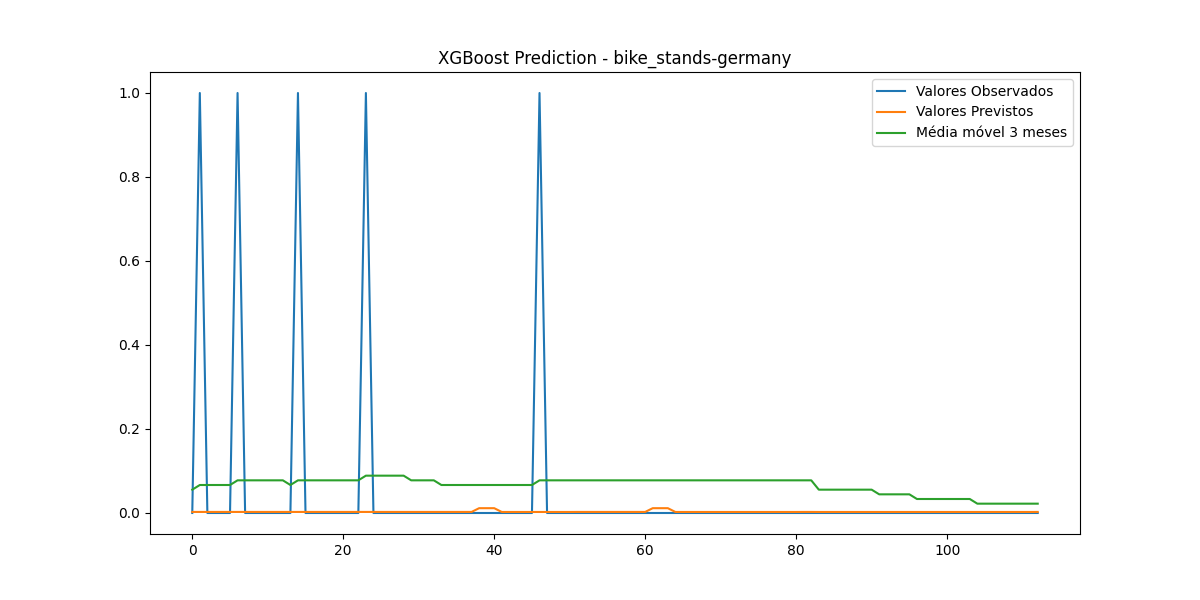 XGBoost Prediction - bike_stands-germany
Valores Observados
Valores Previstos
Média móvel 3 meses
1.0
0.8
0.6
0.4
0.2
0.0
0 20 40 60 80 100